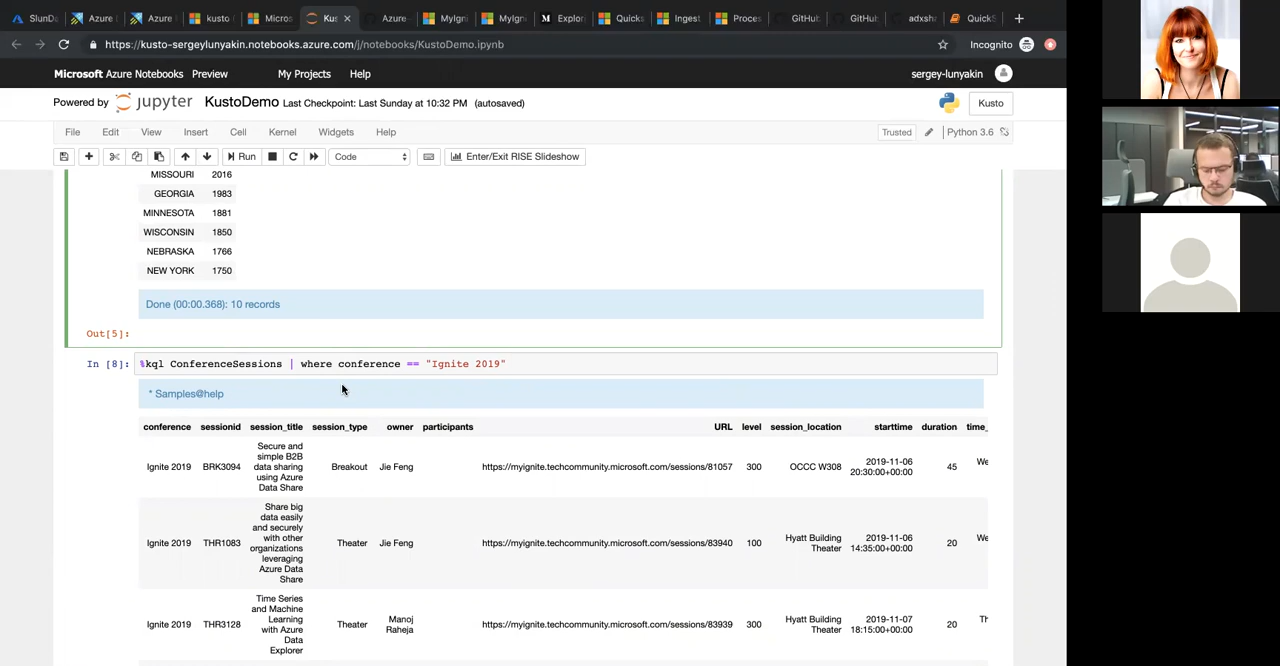 SlunDa
Azure
Azure
kusto
Micros
Kus
Azure-
MyIgni
MyIgni
Explor
Quicks
Ingest
Proces
GitHub
GitHub
adxsha
QuickS
https://kusto-sergeylunyakin.notebooks.azure.com/j/notebooks/KustoDemo.ipynb
Incognito
Microsoft Azure Notebooks Preview My Projects Help
sergey-lunyakin
Powered by jupyter KustoDemo Last Checkpoint: Last Sunday at 10:32 PM (autosaved)
Kusto
File Edit View Insert Cell Kernel Widgets Help
Trusted Python 3.6
Run Code Enter/Exit RISE Slideshow
MISSOURI 2016
GEORGIA 1983
MINNESOTA 1881
WISCONSIN 1850
NEBRASKA 1766
NEW YORK 1750
Done (00:00.368): 10 records
Out[5]:
In [8]: %kql ConferenceSessions | where conference == "Ignite 2019"
* Samples@help
conference sessionid session_title session_type owner participants URL level session_location starttime duration time_
Ignite 2019 BRK3094 Secure and simple B2B data sharing using Azure Data Share Breakout Jie Feng https://myignite.techcommunity.microsoft.com/sessions/81057 300 OCCC W308 2019-11-06 20:30:00+00:00 45 We
Ignite 2019 THR1083 Share big data easily and securely with other organizations leveraging Azure Data Share Theater Jie Feng https://myignite.techcommunity.microsoft.com/sessions/83940 100 Hyatt Building Theater 2019-11-06 14:35:00+00:00 20 We
Ignite 2019 THR3128 Time Series and Machine Learning with Azure Data Explorer Theater Manoj Raheja https://myignite.techcommunity.microsoft.com/sessions/83939 300 Hyatt Building Theater 2019-11-07 18:15:00+00:00 20 Th